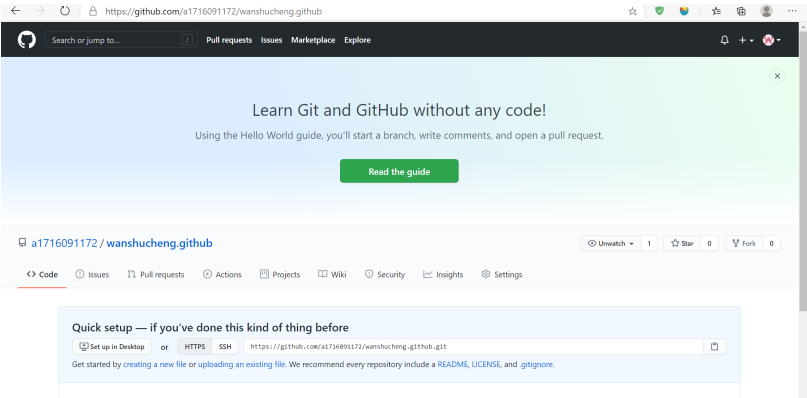 https://github.com/a1716091172/wanshucheng.github
Search or jump to... / Pull requests Issues Marketplace Explore
Learn Git and GitHub without any code!
Using the Hello World guide, you'll start a branch, write comments, and open a pull request.
Read the guide
a1716091172 / wanshucheng.github Unwatch 1 Star 0 Fork 0
Code Issues Pull requests Actions Projects Wiki Security Insights Settings
Quick setup — if you've done this kind of thing before
Set up in Desktop or HTTPS SSH https://github.com/a1716091172/wanshucheng.github.git
Get started by creating a new file or uploading an existing file. We recommend every repository include a README, LICENSE, and .gitignore.